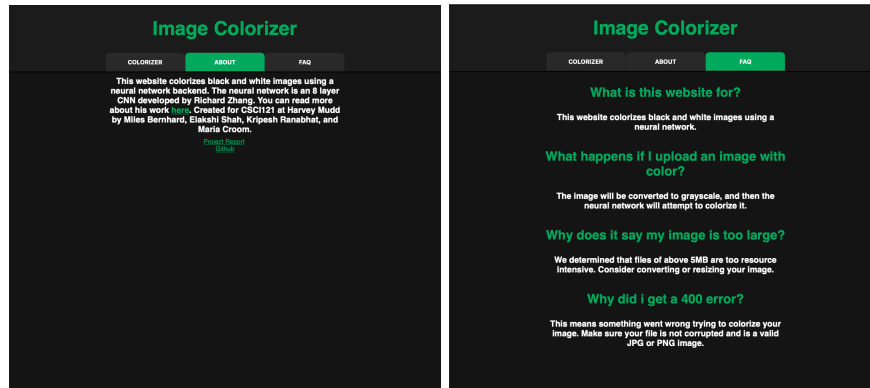 Image Colorizer
COLORIZER ABOUT FAQ
This website colorizes black and white images using a
neural network backend. The neural network is an 8 layer
CNN developed by Richard Zhang. You can read more
about his work here. Created for CSCI121 at Harvey Mudd
by Miles Bernhard, Elakshi Shah, Kripesh Ranabhat, and
Maria Croom.
Project Report
Github
Image Colorizer
COLORIZER ABOUT FAQ
What is this website for?
This website colorizes black and white images using a
neural network.
What happens if I upload an image with
color?
The image will be converted to grayscale, and then the
neural network will attempt to colorize it.
Why does it say my image is too large?
We determined that files of above 5MB are too resource
intensive. Consider converting or resizing your image.
Why did i get a 400 error?
This means something went wrong trying to colorize your
image. Make sure your file is not corrupted and is a valid
JPG or PNG image.